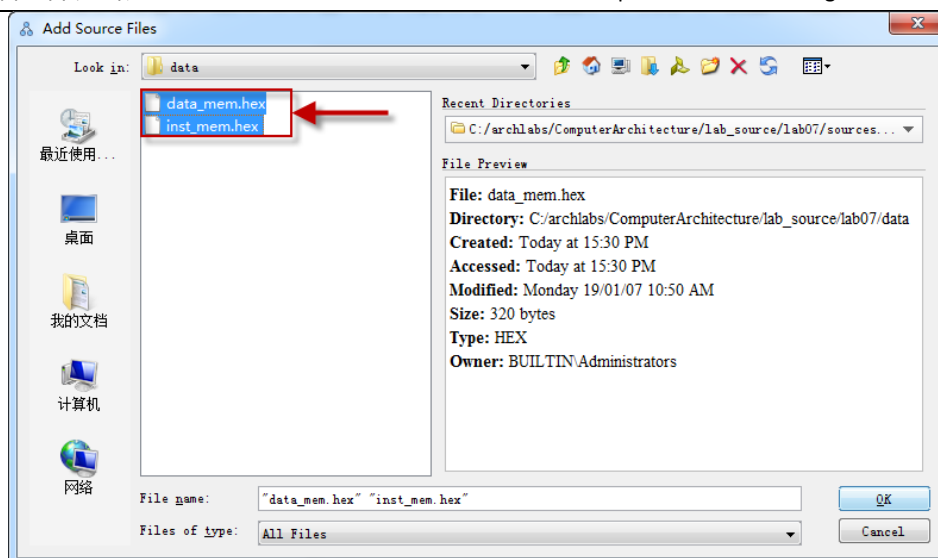 Add Source Files
Look in: data
data_mem.hex
inst_mem.hex
最近使用...
桌面
我的文档
计算机
网络
Recent Directories
C:/archlabs/ComputerArchitecture/lab_source/lab07/sources...
File Preview
File: data_mem.hex
Directory: C:/archlabs/ComputerArchitecture/lab_source/lab07/data
Created: Today at 15:30 PM
Accessed: Today at 15:30 PM
Modified: Monday 19/01/07 10:50 AM
Size: 320 bytes
Type: HEX
Owner: BUILTIN\Administrators
File name: "data_mem.hex" "inst_mem.hex"
OK
Files of type: All Files
Cancel